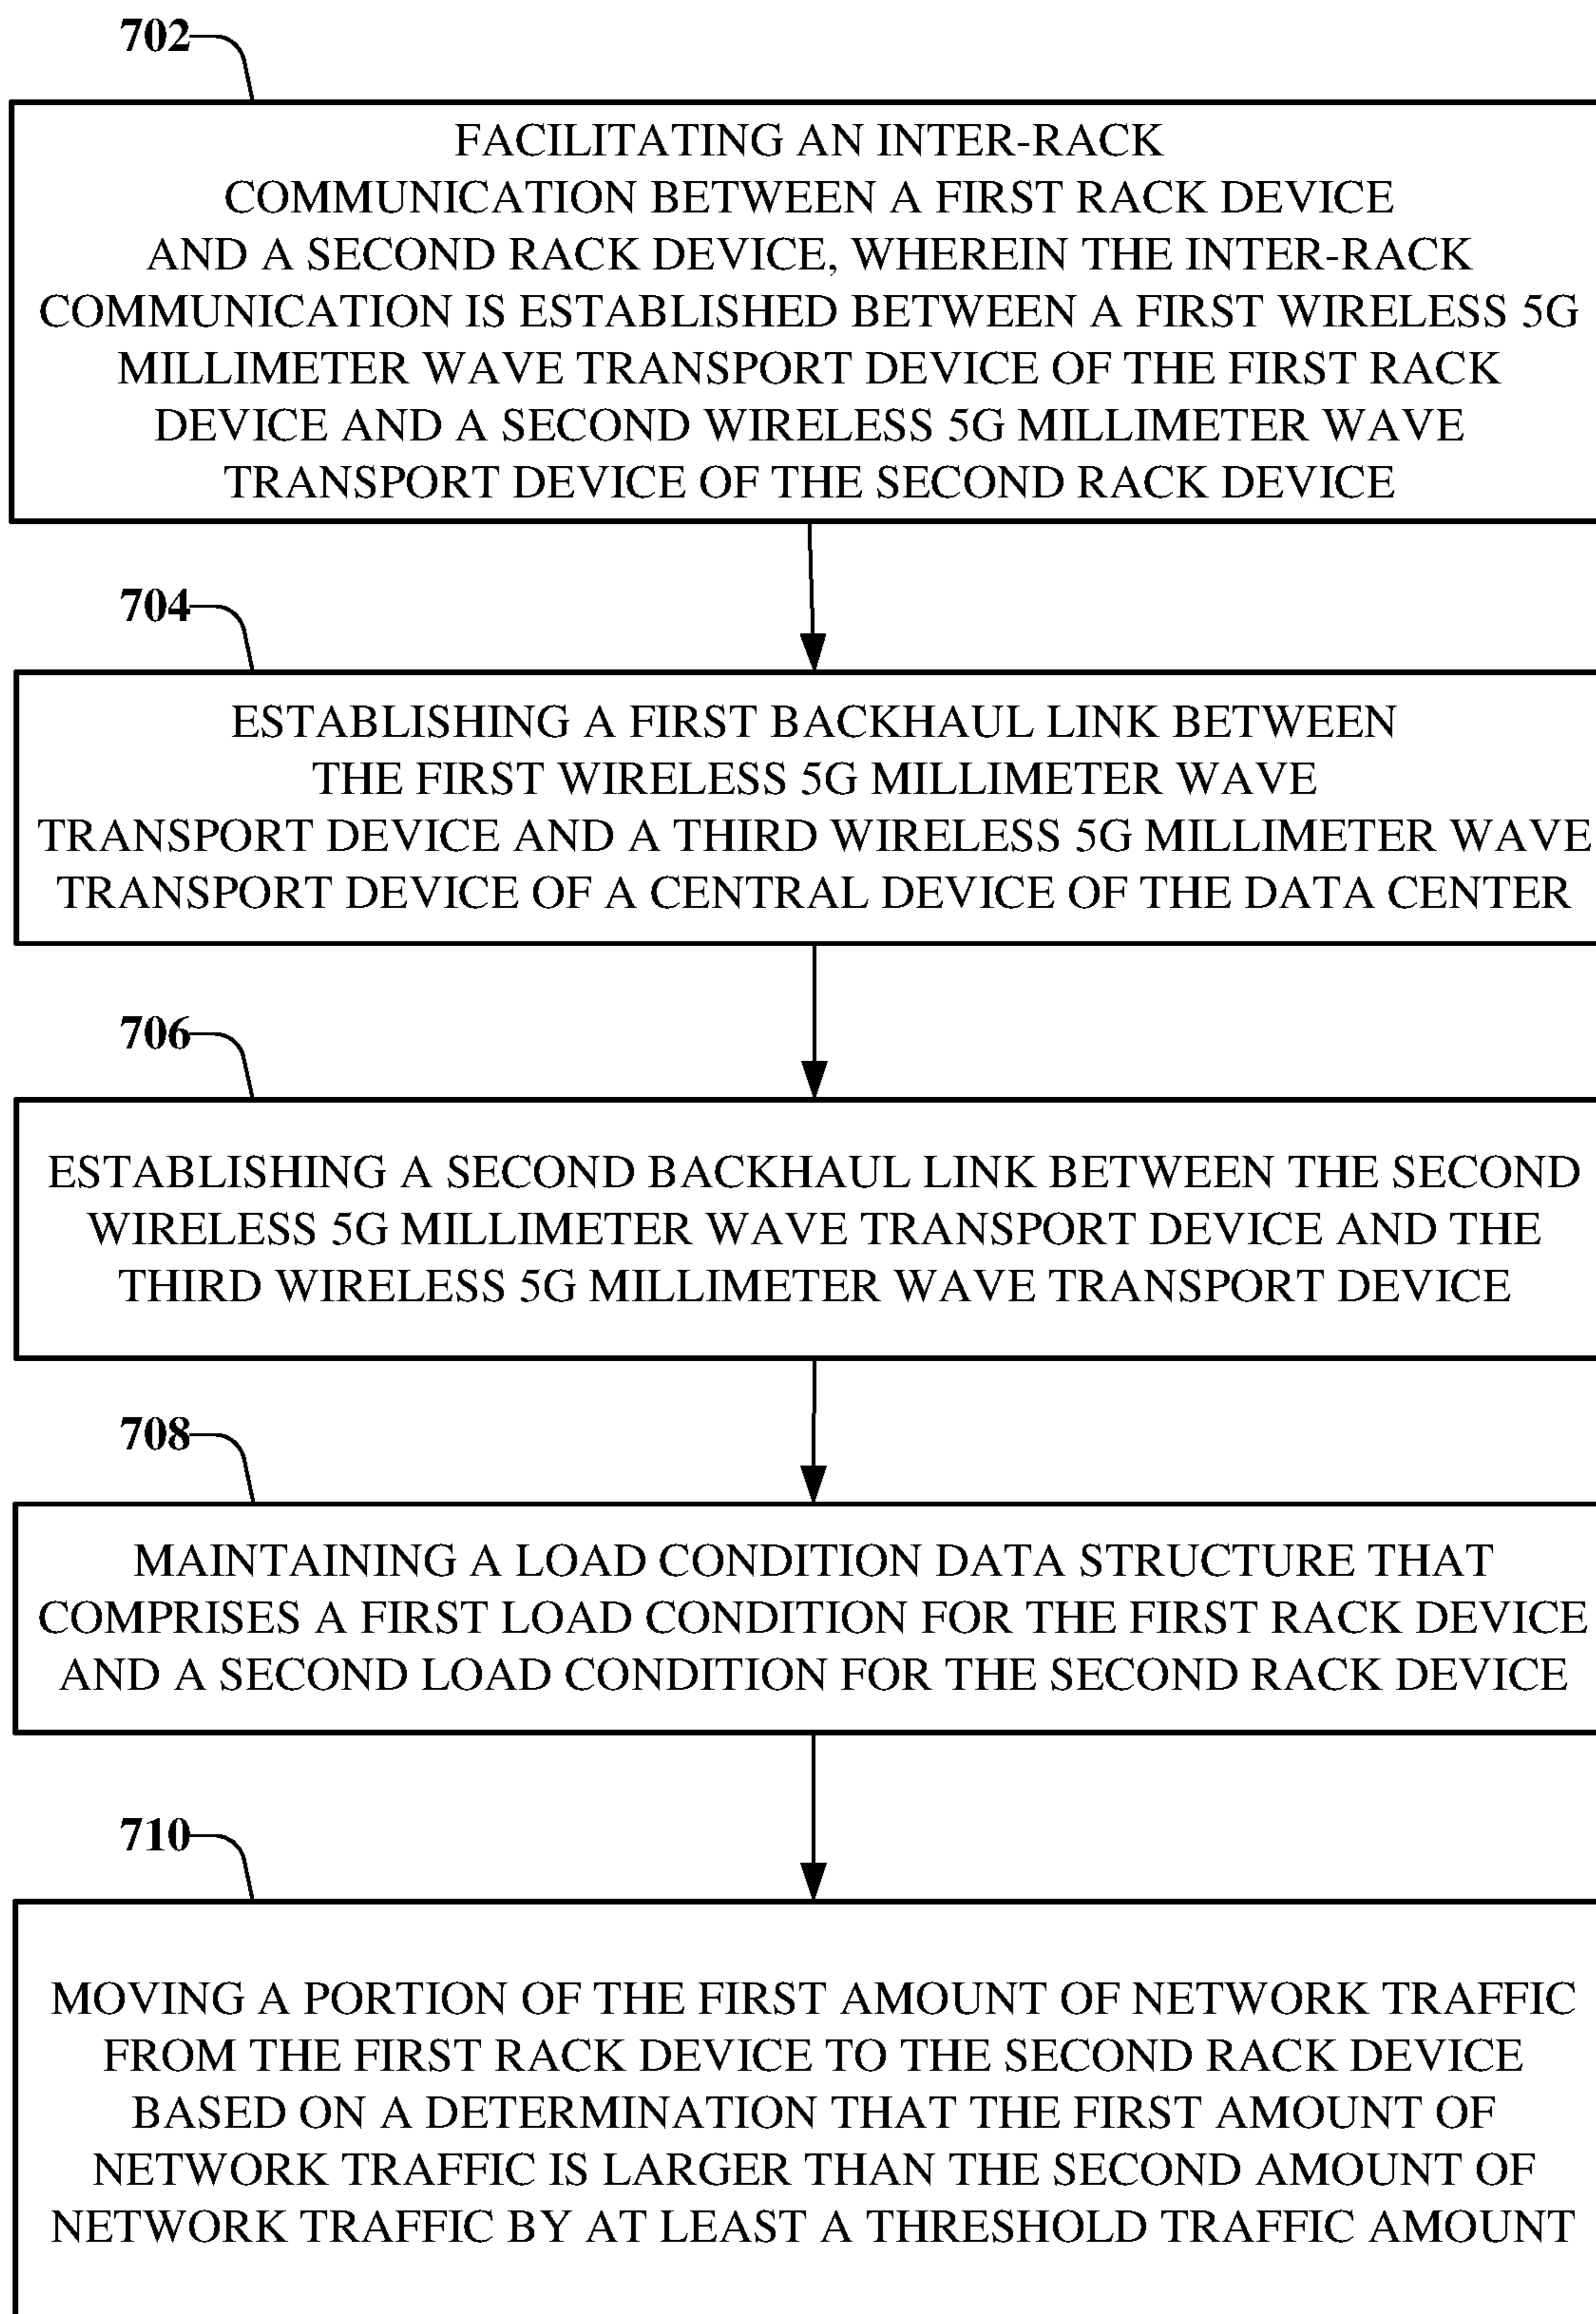 702
FACILITATING AN INTER-RACK
COMMUNICATION BETWEEN A FIRST RACK DEVICE
AND A SECOND RACK DEVICE, WHEREIN THE INTER-RACK
COMMUNICATION IS ESTABLISHED BETWEEN A FIRST WIRELESS 5G
MILLIMETER WAVE TRANSPORT DEVICE OF THE FIRST RACK
DEVICE AND A SECOND WIRELESS 5G MILLIMETER WAVE
TRANSPORT DEVICE OF THE SECOND RACK DEVICE
704
ESTABLISHING A FIRST BACKHAUL LINK BETWEEN
THE FIRST WIRELESS 5G MILLIMETER WAVE
TRANSPORT DEVICE AND A THIRD WIRELESS 5G MILLIMETER WAVE
TRANSPORT DEVICE OF A CENTRAL DEVICE OF THE DATA CENTER
706
ESTABLISHING A SECOND BACKHAUL LINK BETWEEN THE SECOND
WIRELESS 5G MILLIMETER WAVE TRANSPORT DEVICE AND THE
THIRD WIRELESS 5G MILLIMETER WAVE TRANSPORT DEVICE
708
MAINTAINING A LOAD CONDITION DATA STRUCTURE THAT
COMPRISES A FIRST LOAD CONDITION FOR THE FIRST RACK DEVICE
AND A SECOND LOAD CONDITION FOR THE SECOND RACK DEVICE
710
MOVING A PORTION OF THE FIRST AMOUNT OF NETWORK TRAFFIC
FROM THE FIRST RACK DEVICE TO THE SECOND RACK DEVICE
BASED ON A DETERMINATION THAT THE FIRST AMOUNT OF
NETWORK TRAFFIC IS LARGER THAN THE SECOND AMOUNT OF
NETWORK TRAFFIC BY AT LEAST A THRESHOLD TRAFFIC AMOUNT